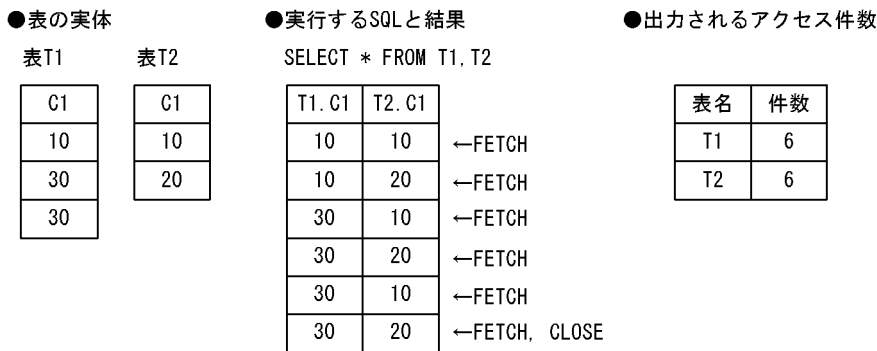 ●表の実体 ●実行するSQLと結果 ●出力されるアクセス件数
表T1 表T2 SELECT * FROM T1,T2
C1 C1 T1.C1 T2.C1 表名 件数
10 10 10 10 ←FETCH T1 6
30 20 10 20 ←FETCH T2 6
30 30 10 ←FETCH
30 20 ←FETCH
30 10 ←FETCH
30 20 ←FETCH, CLOSE